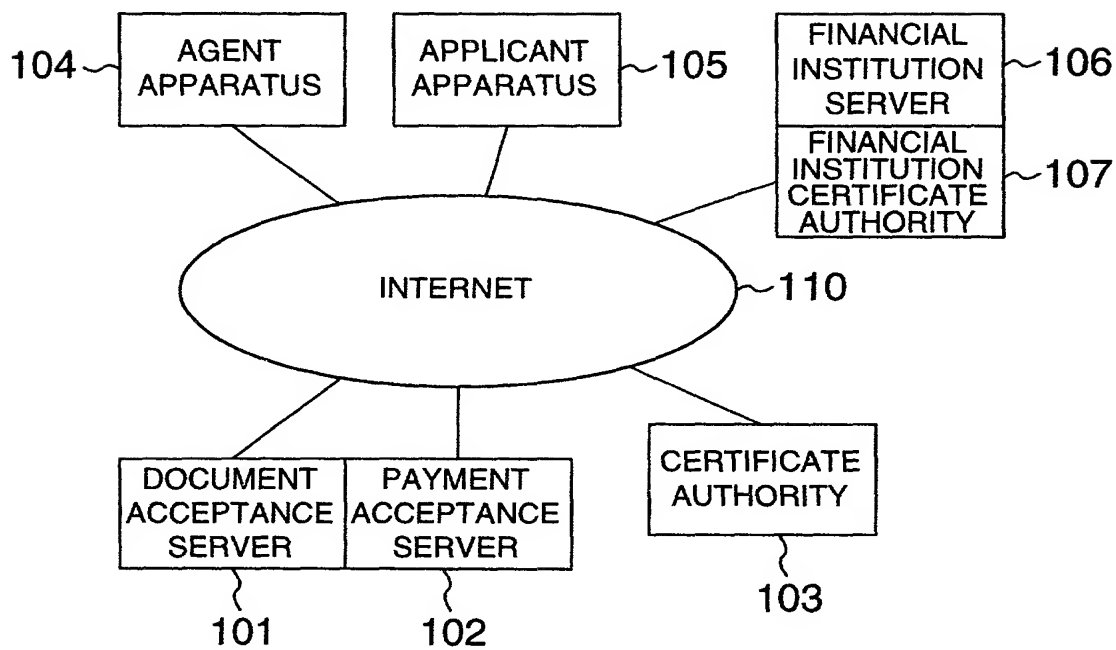 104
AGENT
APPARATUS
APPLICANT
APPARATUS
105
FINANCIAL
INSTITUTION
SERVER
106
FINANCIAL
INSTITUTION
CERTIFICATE
AUTHORITY
107
INTERNET
110
DOCUMENT
ACCEPTANCE
SERVER
PAYMENT
ACCEPTANCE
SERVER
CERTIFICATE
AUTHORITY
101
102
103